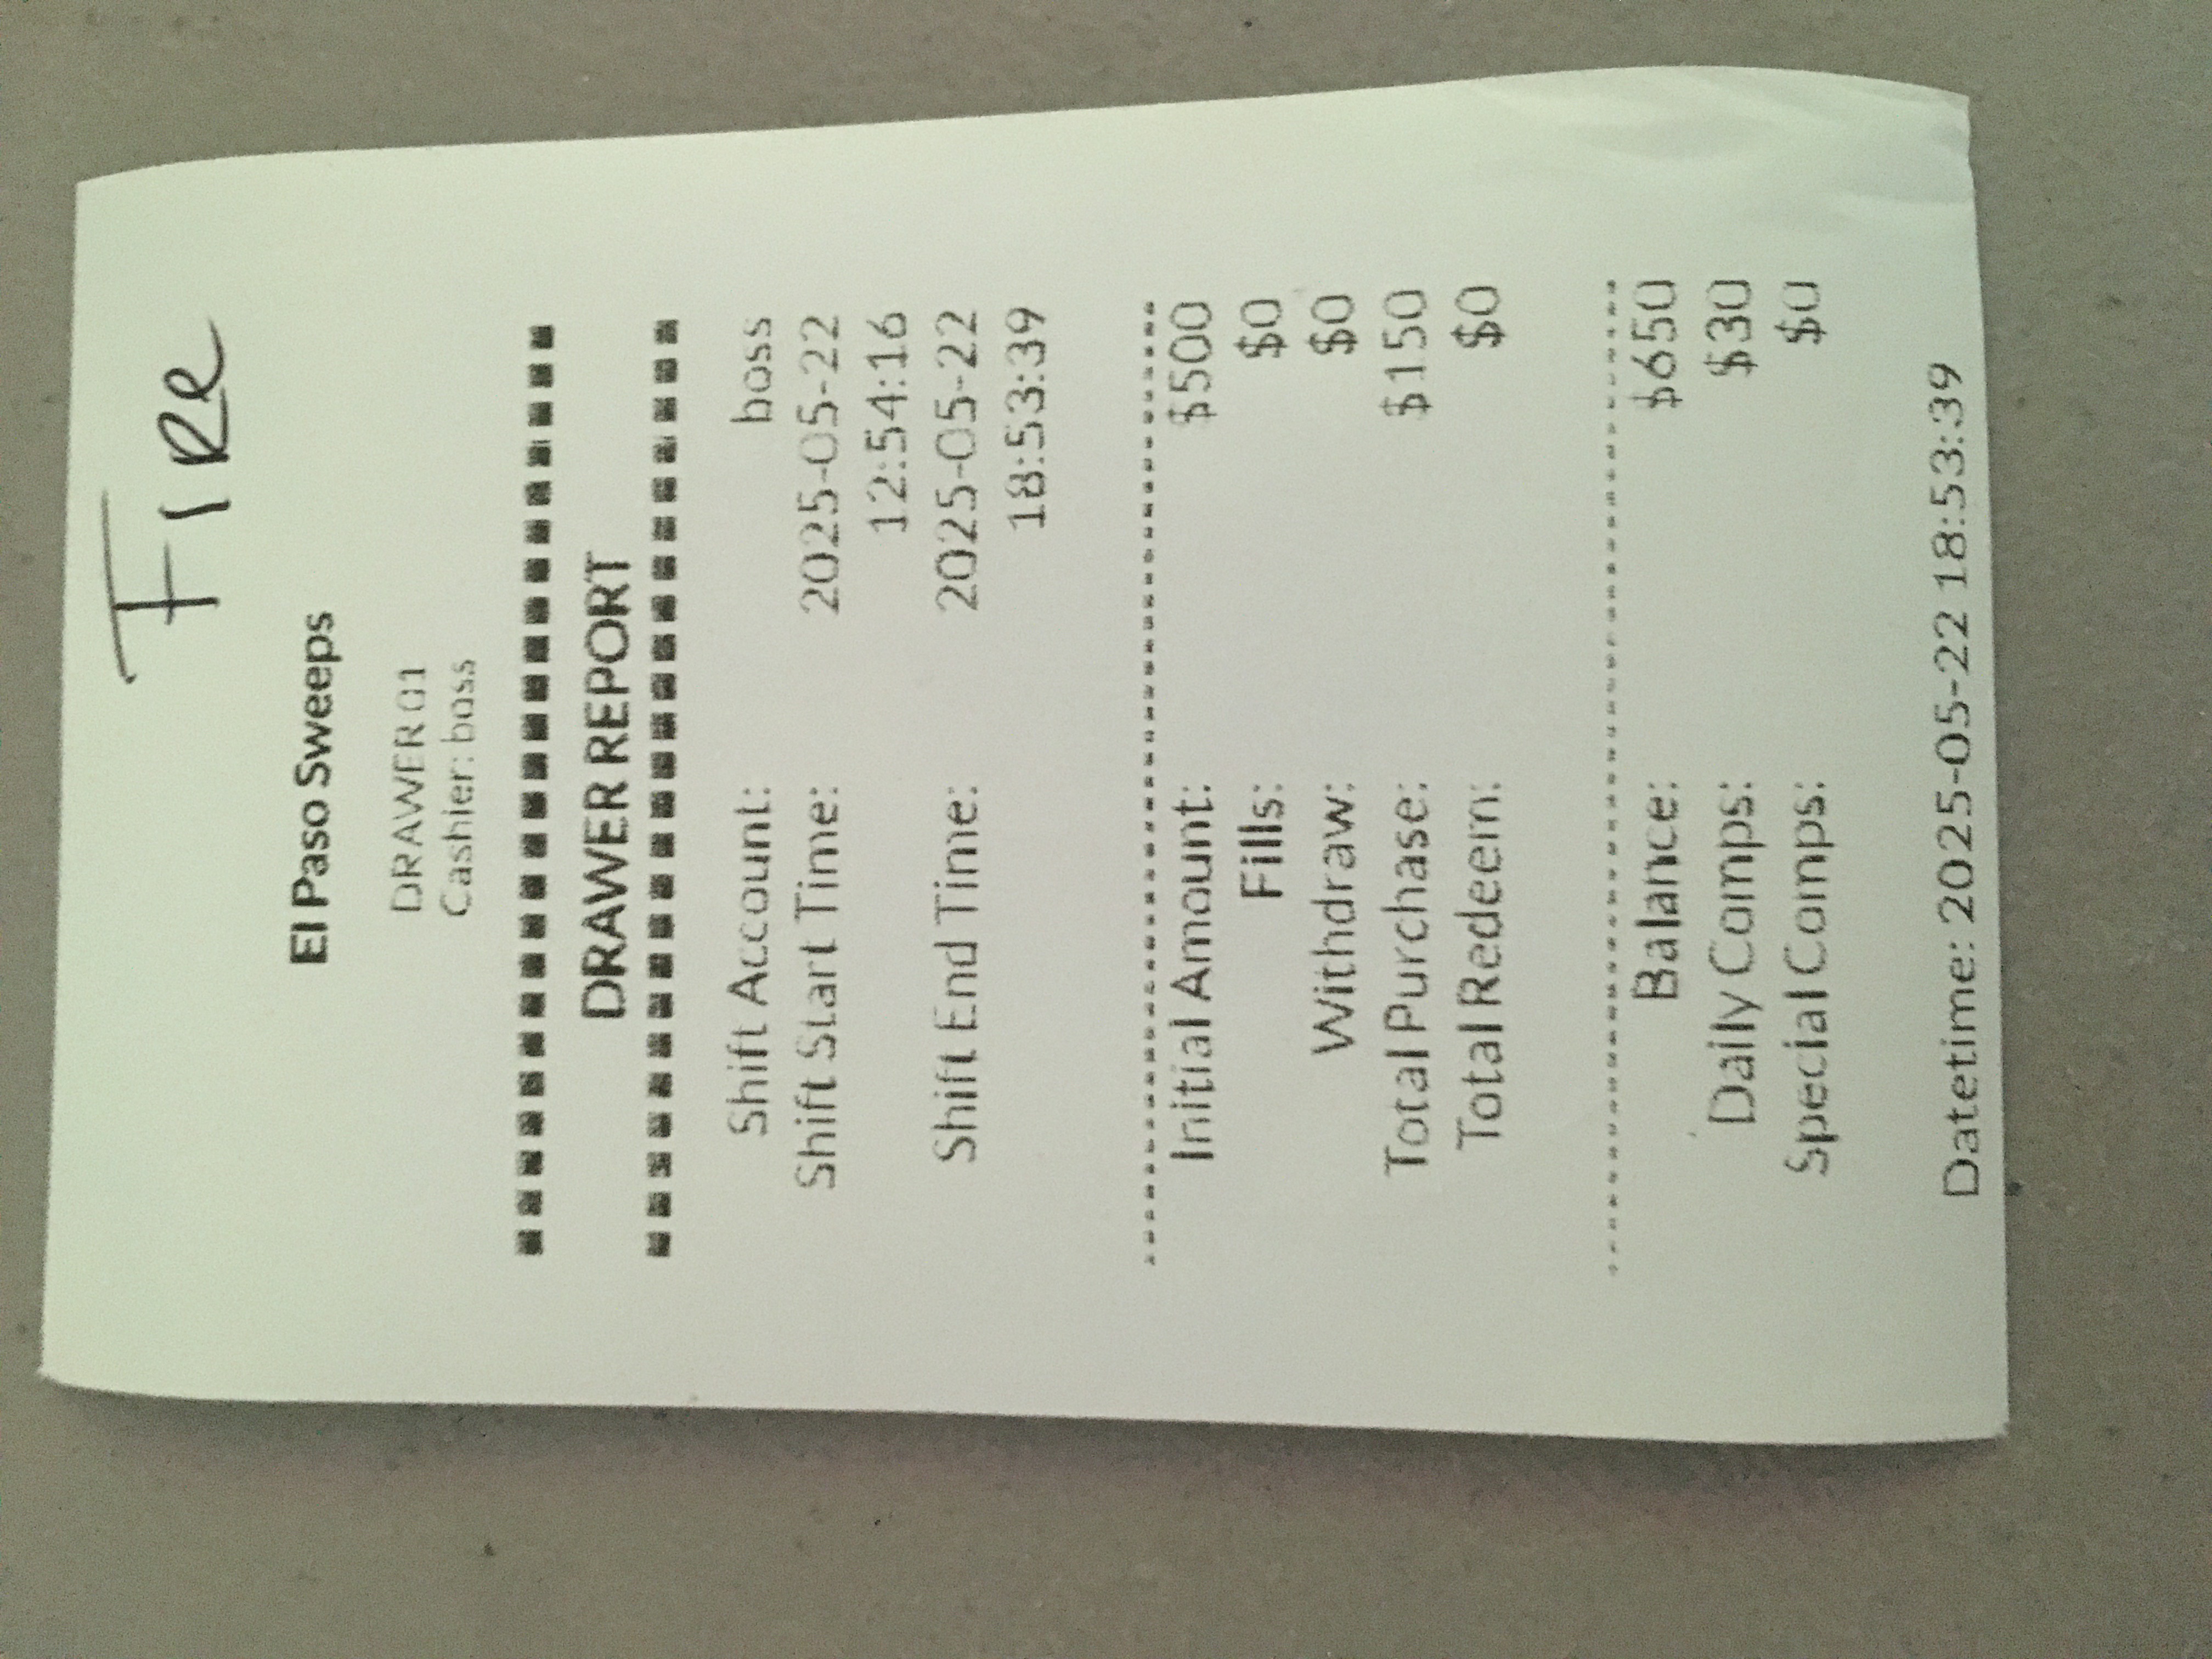 FIRe
El Paso Sweeps
DRAWER 01
Cashier: boss
DRAWER REPORT
Shift Account: boss
Shift Start Time: 2025-05-22
12:54:16
Shift End Time: 2025-05-22
18:53:39
Initial Amount: $500
Fills: $0
Withdraw: $0
Total Purchase: $150
Total Redeem: $0
Balance: $650
Daily Comps: $30
Special Comps: $0
Datetime: 2025-05-22 18:53:39